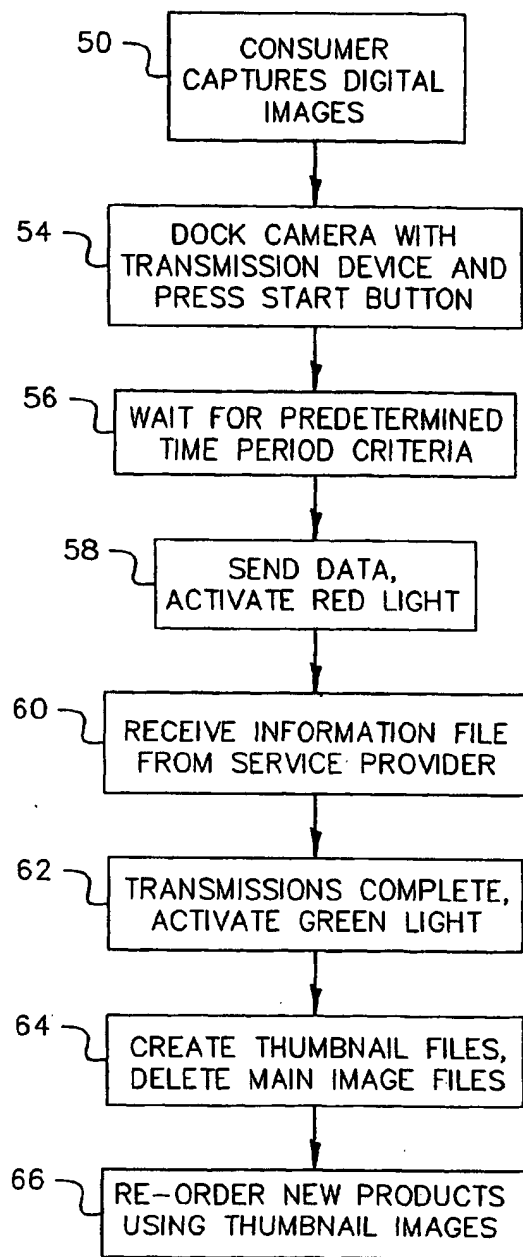 50
CONSUMER
CAPTURES DIGITAL
IMAGES
54
DOCK CAMERA WITH
TRANSMISSION DEVICE AND
PRESS START BUTTON
56
WAIT FOR PREDETERMINED
TIME PERIOD CRITERIA
58
SEND DATA,
ACTIVATE RED LIGHT
60
RECEIVE INFORMATION FILE
FROM SERVICE PROVIDER
62
TRANSMISSIONS COMPLETE,
ACTIVATE GREEN LIGHT
64
CREATE THUMBNAIL FILES,
DELETE MAIN IMAGE FILES
66
RE-ORDER NEW PRODUCTS
USING THUMBNAIL IMAGES